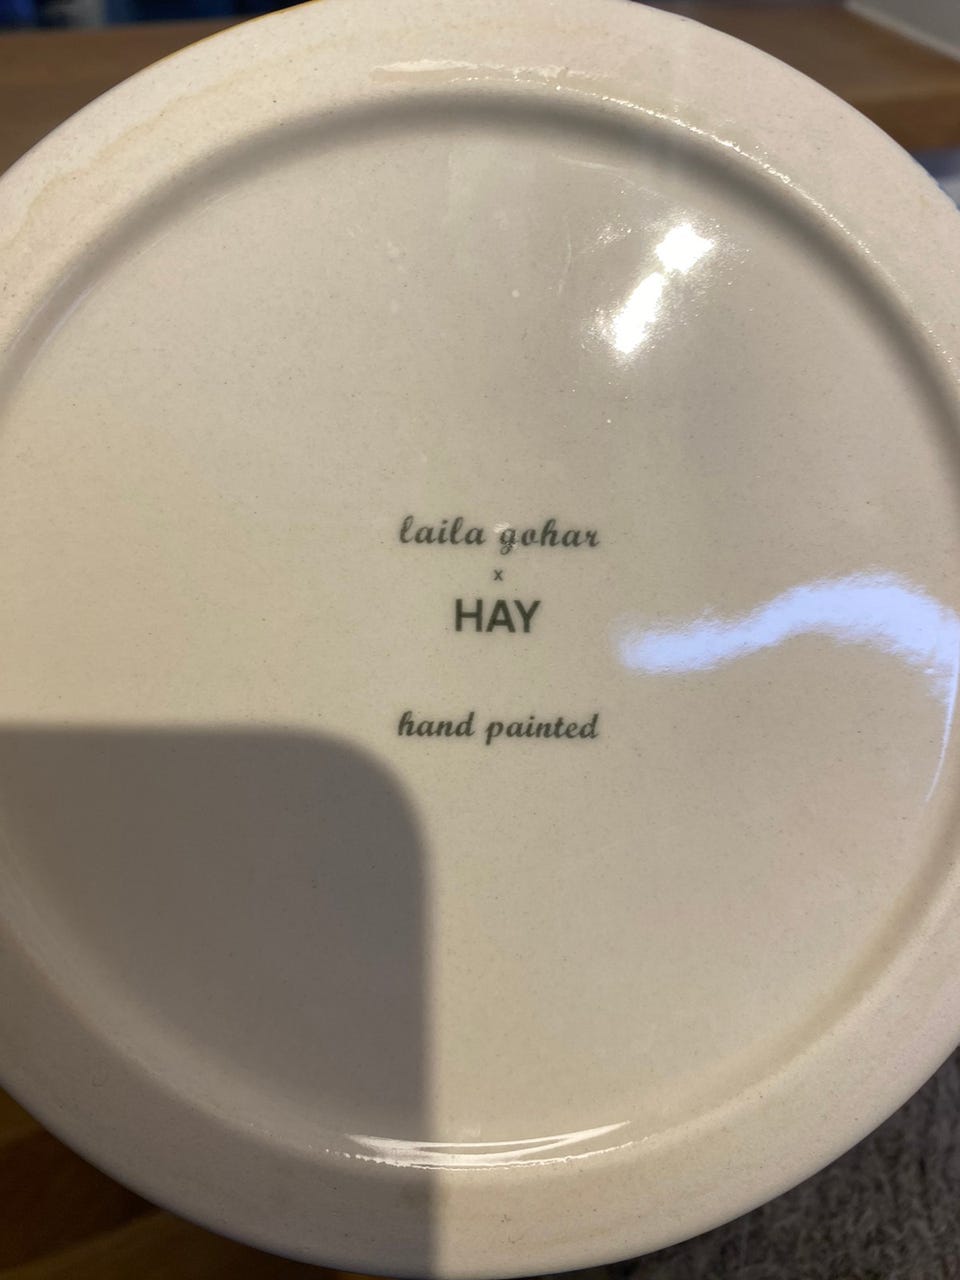 laila gohar
x
HAY
hand painted